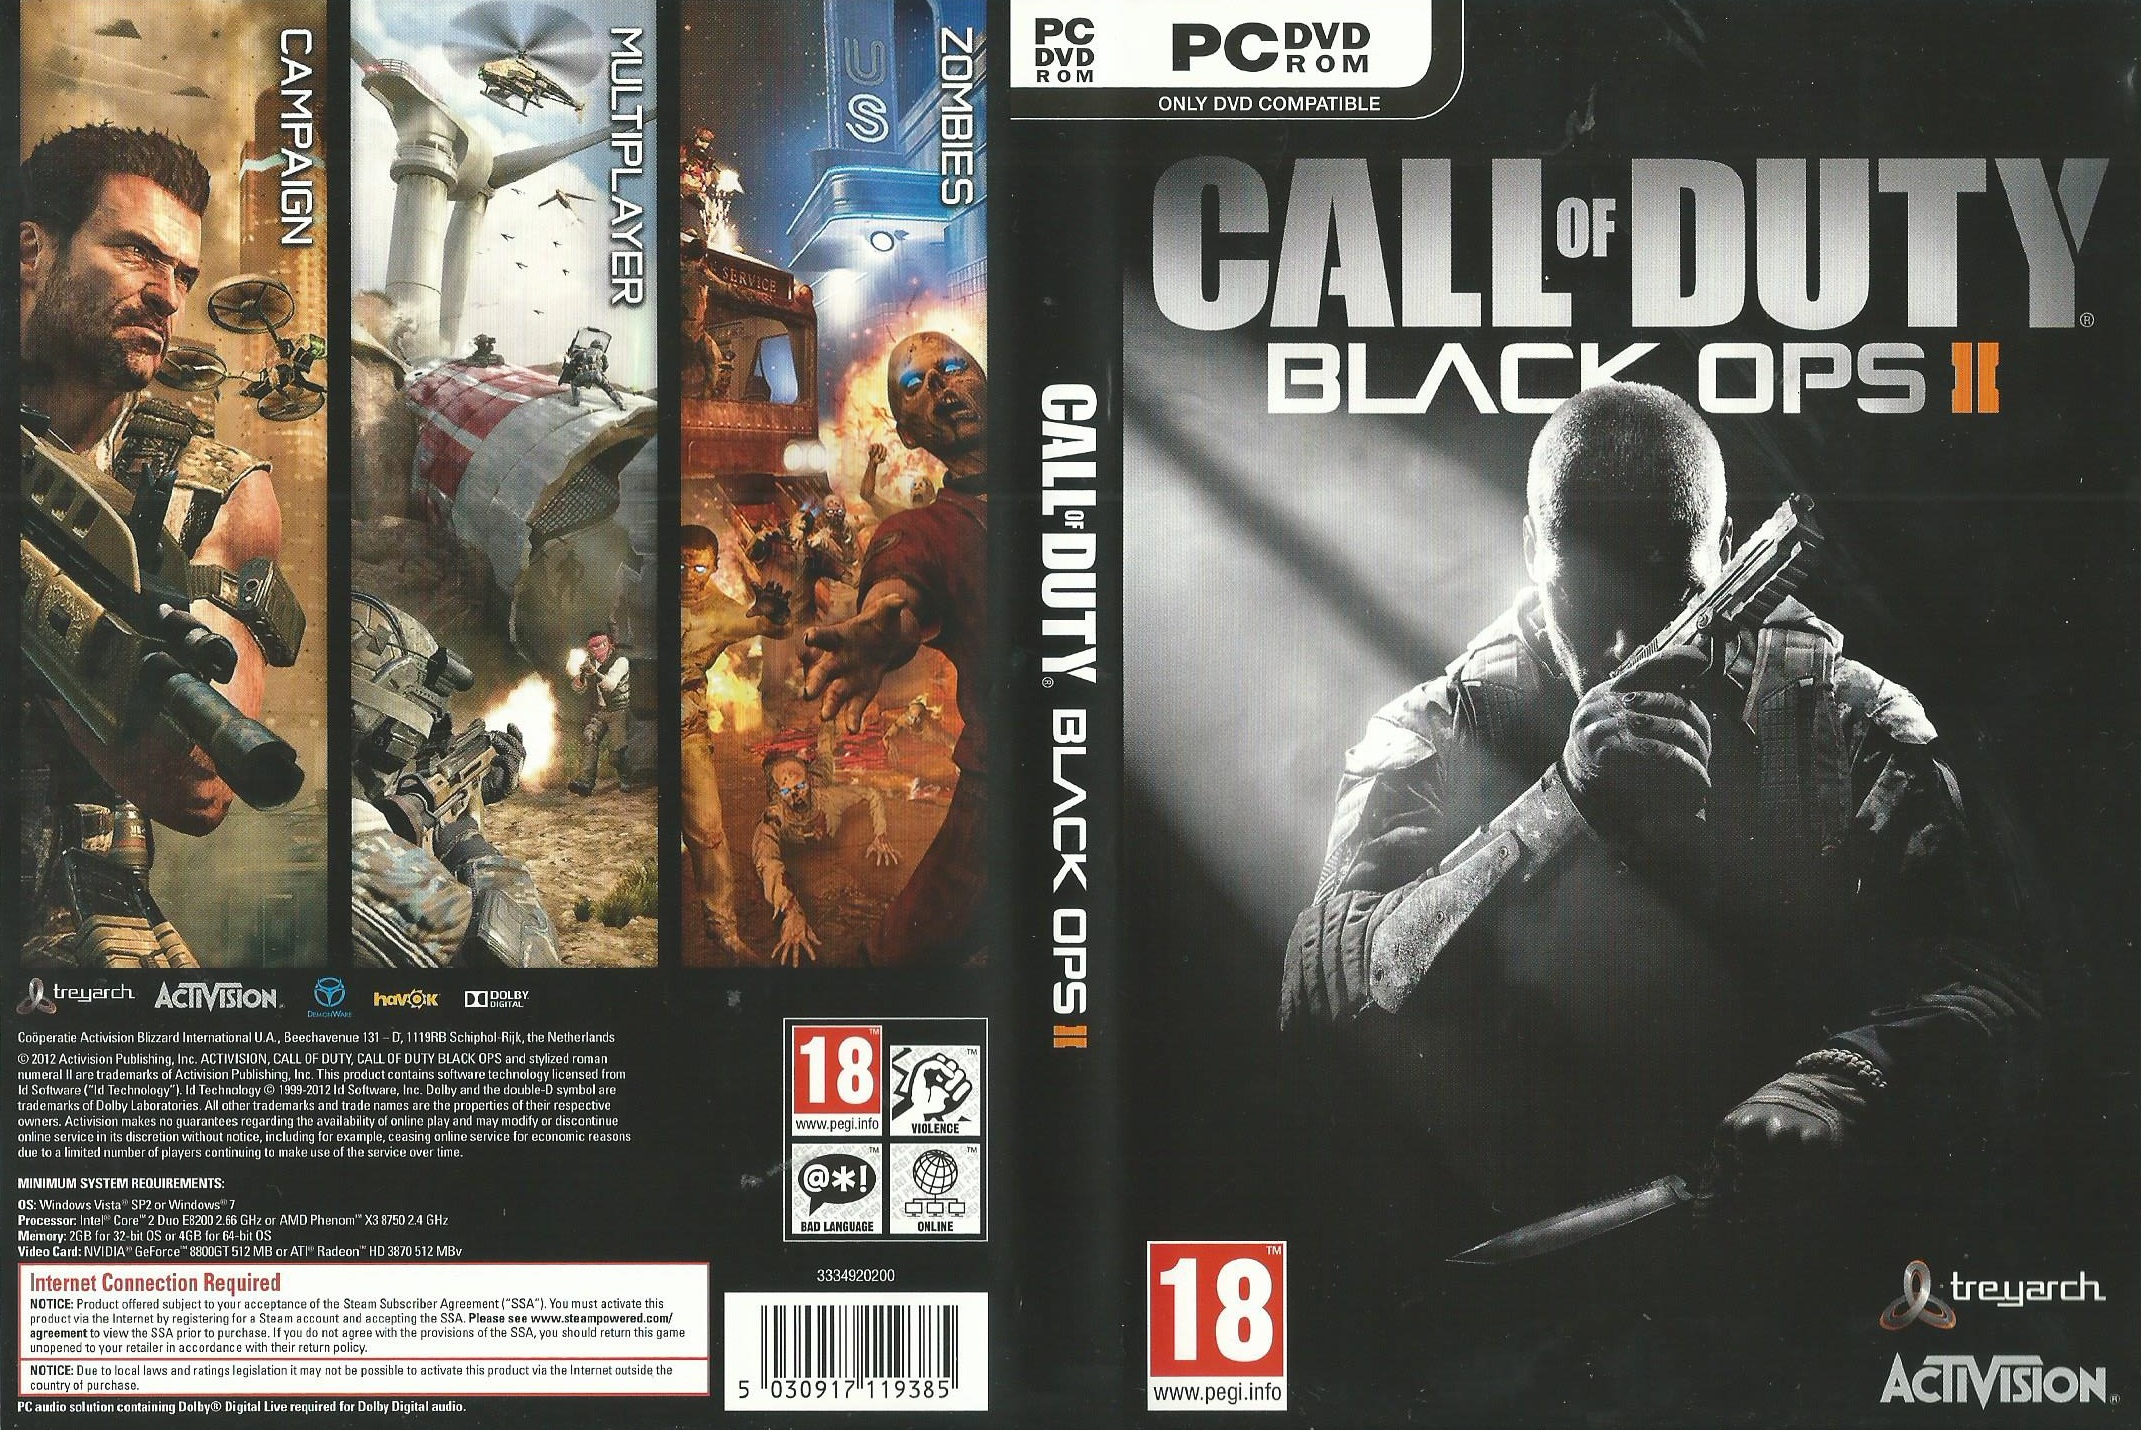 CAMPAIGN
MULTIPLAYER
ZOMBIES
US
SERVICE
treyarch
ACTIVISION
DEMONWARE
havok
DOLBY
DIGITAL
Coöperatie Activision Blizzard International U.A., Beechavenue 131 – D, 1119RB Schiphol-Rijk, the Netherlands
© 2012 Activision Publishing, Inc. ACTIVISION, CALL OF DUTY, CALL OF DUTY BLACK OPS and stylized roman
numeral II are trademarks of Activision Publishing, Inc. This product contains software technology licensed from
Id Software ("Id Technology"). Id Technology © 1999-2012 Id Software, Inc. Dolby and the double-D symbol are
trademarks of Dolby Laboratories. All other trademarks and trade names are the properties of their respective
owners. Activision makes no guarantees regarding the availability of online play and may modify or discontinue
online service in its discretion without notice, including for example, ceasing online service for economic reasons
due to a limited number of players continuing to make use of the service over time.
MINIMUM SYSTEM REQUIREMENTS:
OS: Windows Vista® SP2 or Windows® 7
Processor: Intel® Core™ 2 Duo E8200 2.66 GHz or AMD Phenom™ X3 8750 2.4 GHz
Memory: 2GB for 32-bit OS or 4GB for 64-bit OS
Video Card: NVIDIA® GeForce™ 8800GT 512 MB or ATI® Radeon™ HD 3870 512 MBv
Internet Connection Required
NOTICE: Product offered subject to your acceptance of the Steam Subscriber Agreement ("SSA"). You must activate this
product via the Internet by registering for a Steam account and accepting the SSA. Please see www.steampowered.com/
agreement to view the SSA prior to purchase. If you do not agree with the provisions of the SSA, you should return this game
unopened to your retailer in accordance with their return policy.
NOTICE: Due to local laws and ratings legislation it may not be possible to activate this product via the Internet outside the
country of purchase.
PC audio solution containing Dolby® Digital Live required for Dolby Digital audio.
18™
www.pegi.info
VIOLENCE
@*!
BAD LANGUAGE
ONLINE
3334920200
5 030917 119385
PC
DVD
ROM
CALL OF DUTY® BLACK OPS II
PC DVD
ROM
ONLY DVD COMPATIBLE
CALL OF DUTY®
BLACK OPS II
18™
www.pegi.info
treyarch
ACTIVISION®